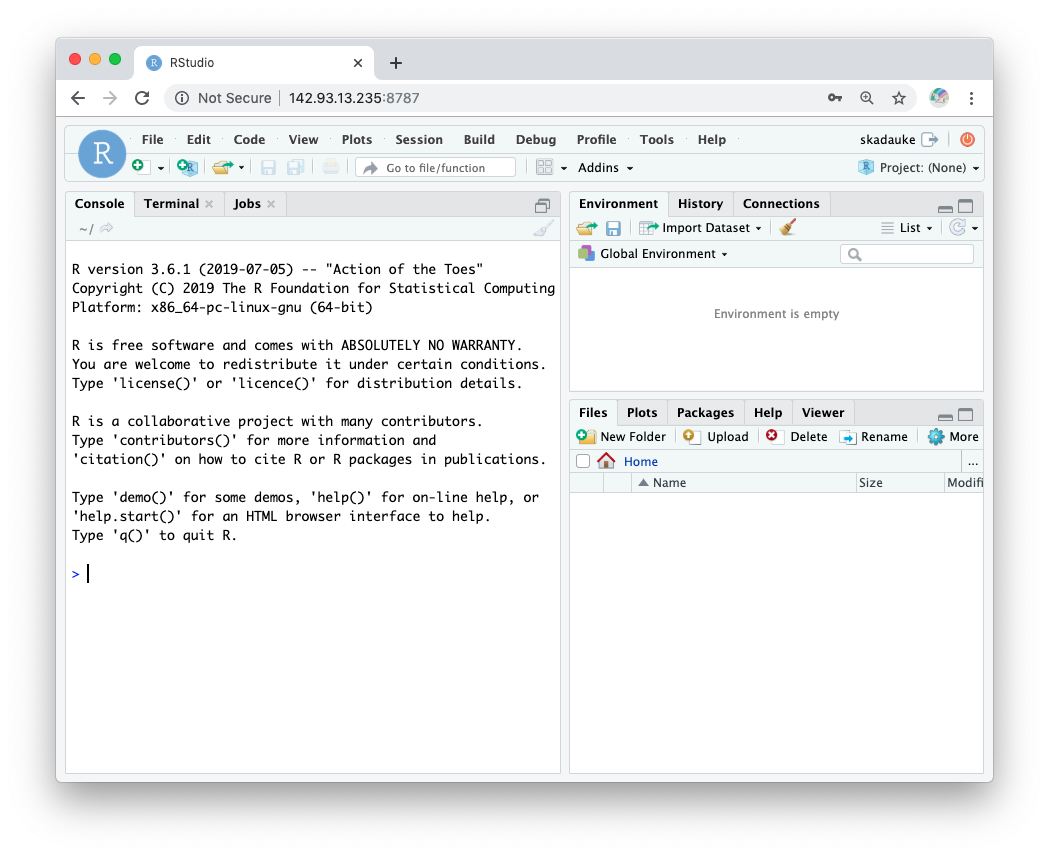 R RStudio
Not Secure | 142.93.13.235:8787
R
File Edit Code View Plots Session Build Debug Profile Tools Help
skadauke
Go to file/function
Addins
R Project: (None)
Console Terminal Jobs
~/
R version 3.6.1 (2019-07-05) -- "Action of the Toes"
Copyright (C) 2019 The R Foundation for Statistical Computing
Platform: x86_64-pc-linux-gnu (64-bit)
R is free software and comes with ABSOLUTELY NO WARRANTY.
You are welcome to redistribute it under certain conditions.
Type 'license()' or 'licence()' for distribution details.
R is a collaborative project with many contributors.
Type 'contributors()' for more information and
'citation()' on how to cite R or R packages in publications.
Type 'demo()' for some demos, 'help()' for on-line help, or
'help.start()' for an HTML browser interface to help.
Type 'q()' to quit R.
>
Environment History Connections
Import Dataset
List
Global Environment
Environment is empty
Files Plots Packages Help Viewer
New Folder Upload Delete Rename More
Home
...
Name Size Modifi